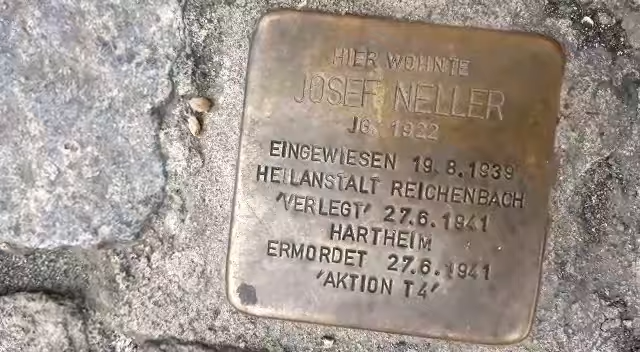 HIER WOHNTE
JOSEF NELLER
JG. 1922
EINGEWIESEN 19.8.1939
HEILANSTALT REICHENBACH
'VERLEGT' 27.6.1941
HARTHEIM
ERMORDET 27.6.1941
'AKTION T4'